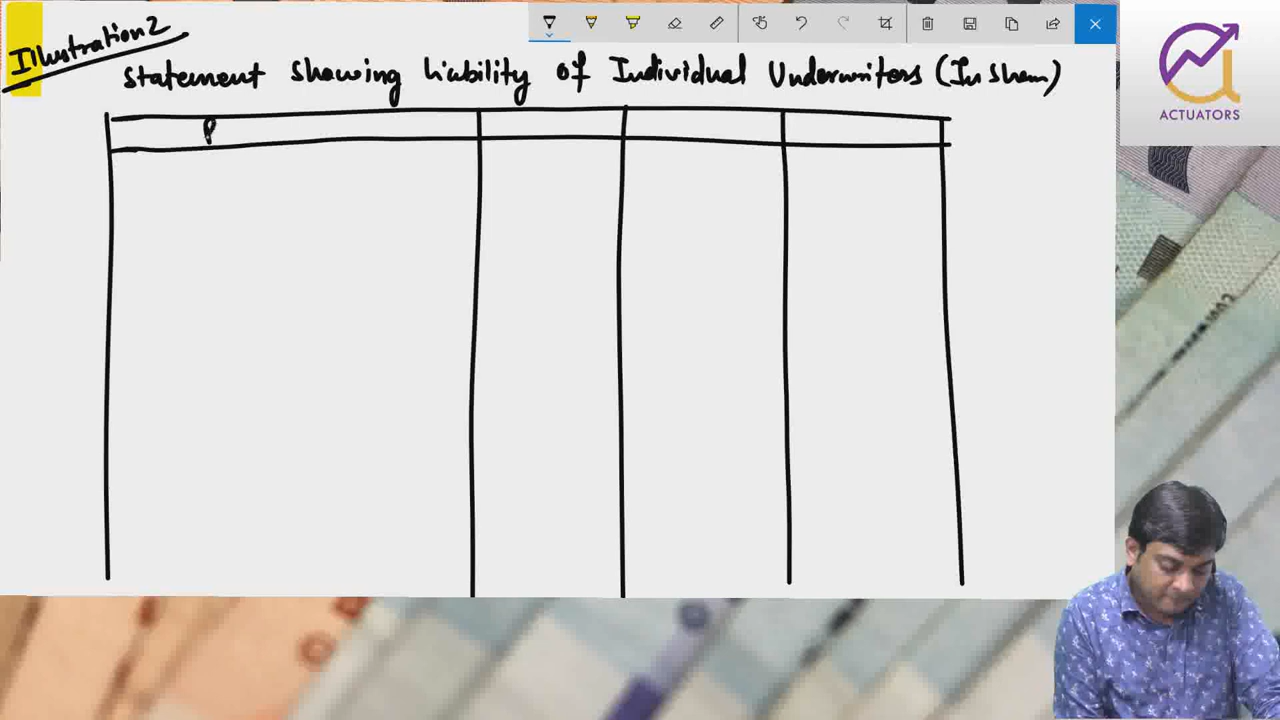 Illustration 2
Statement showing liability of Individual Underwriters (In Shares)
P
ACTUATORS